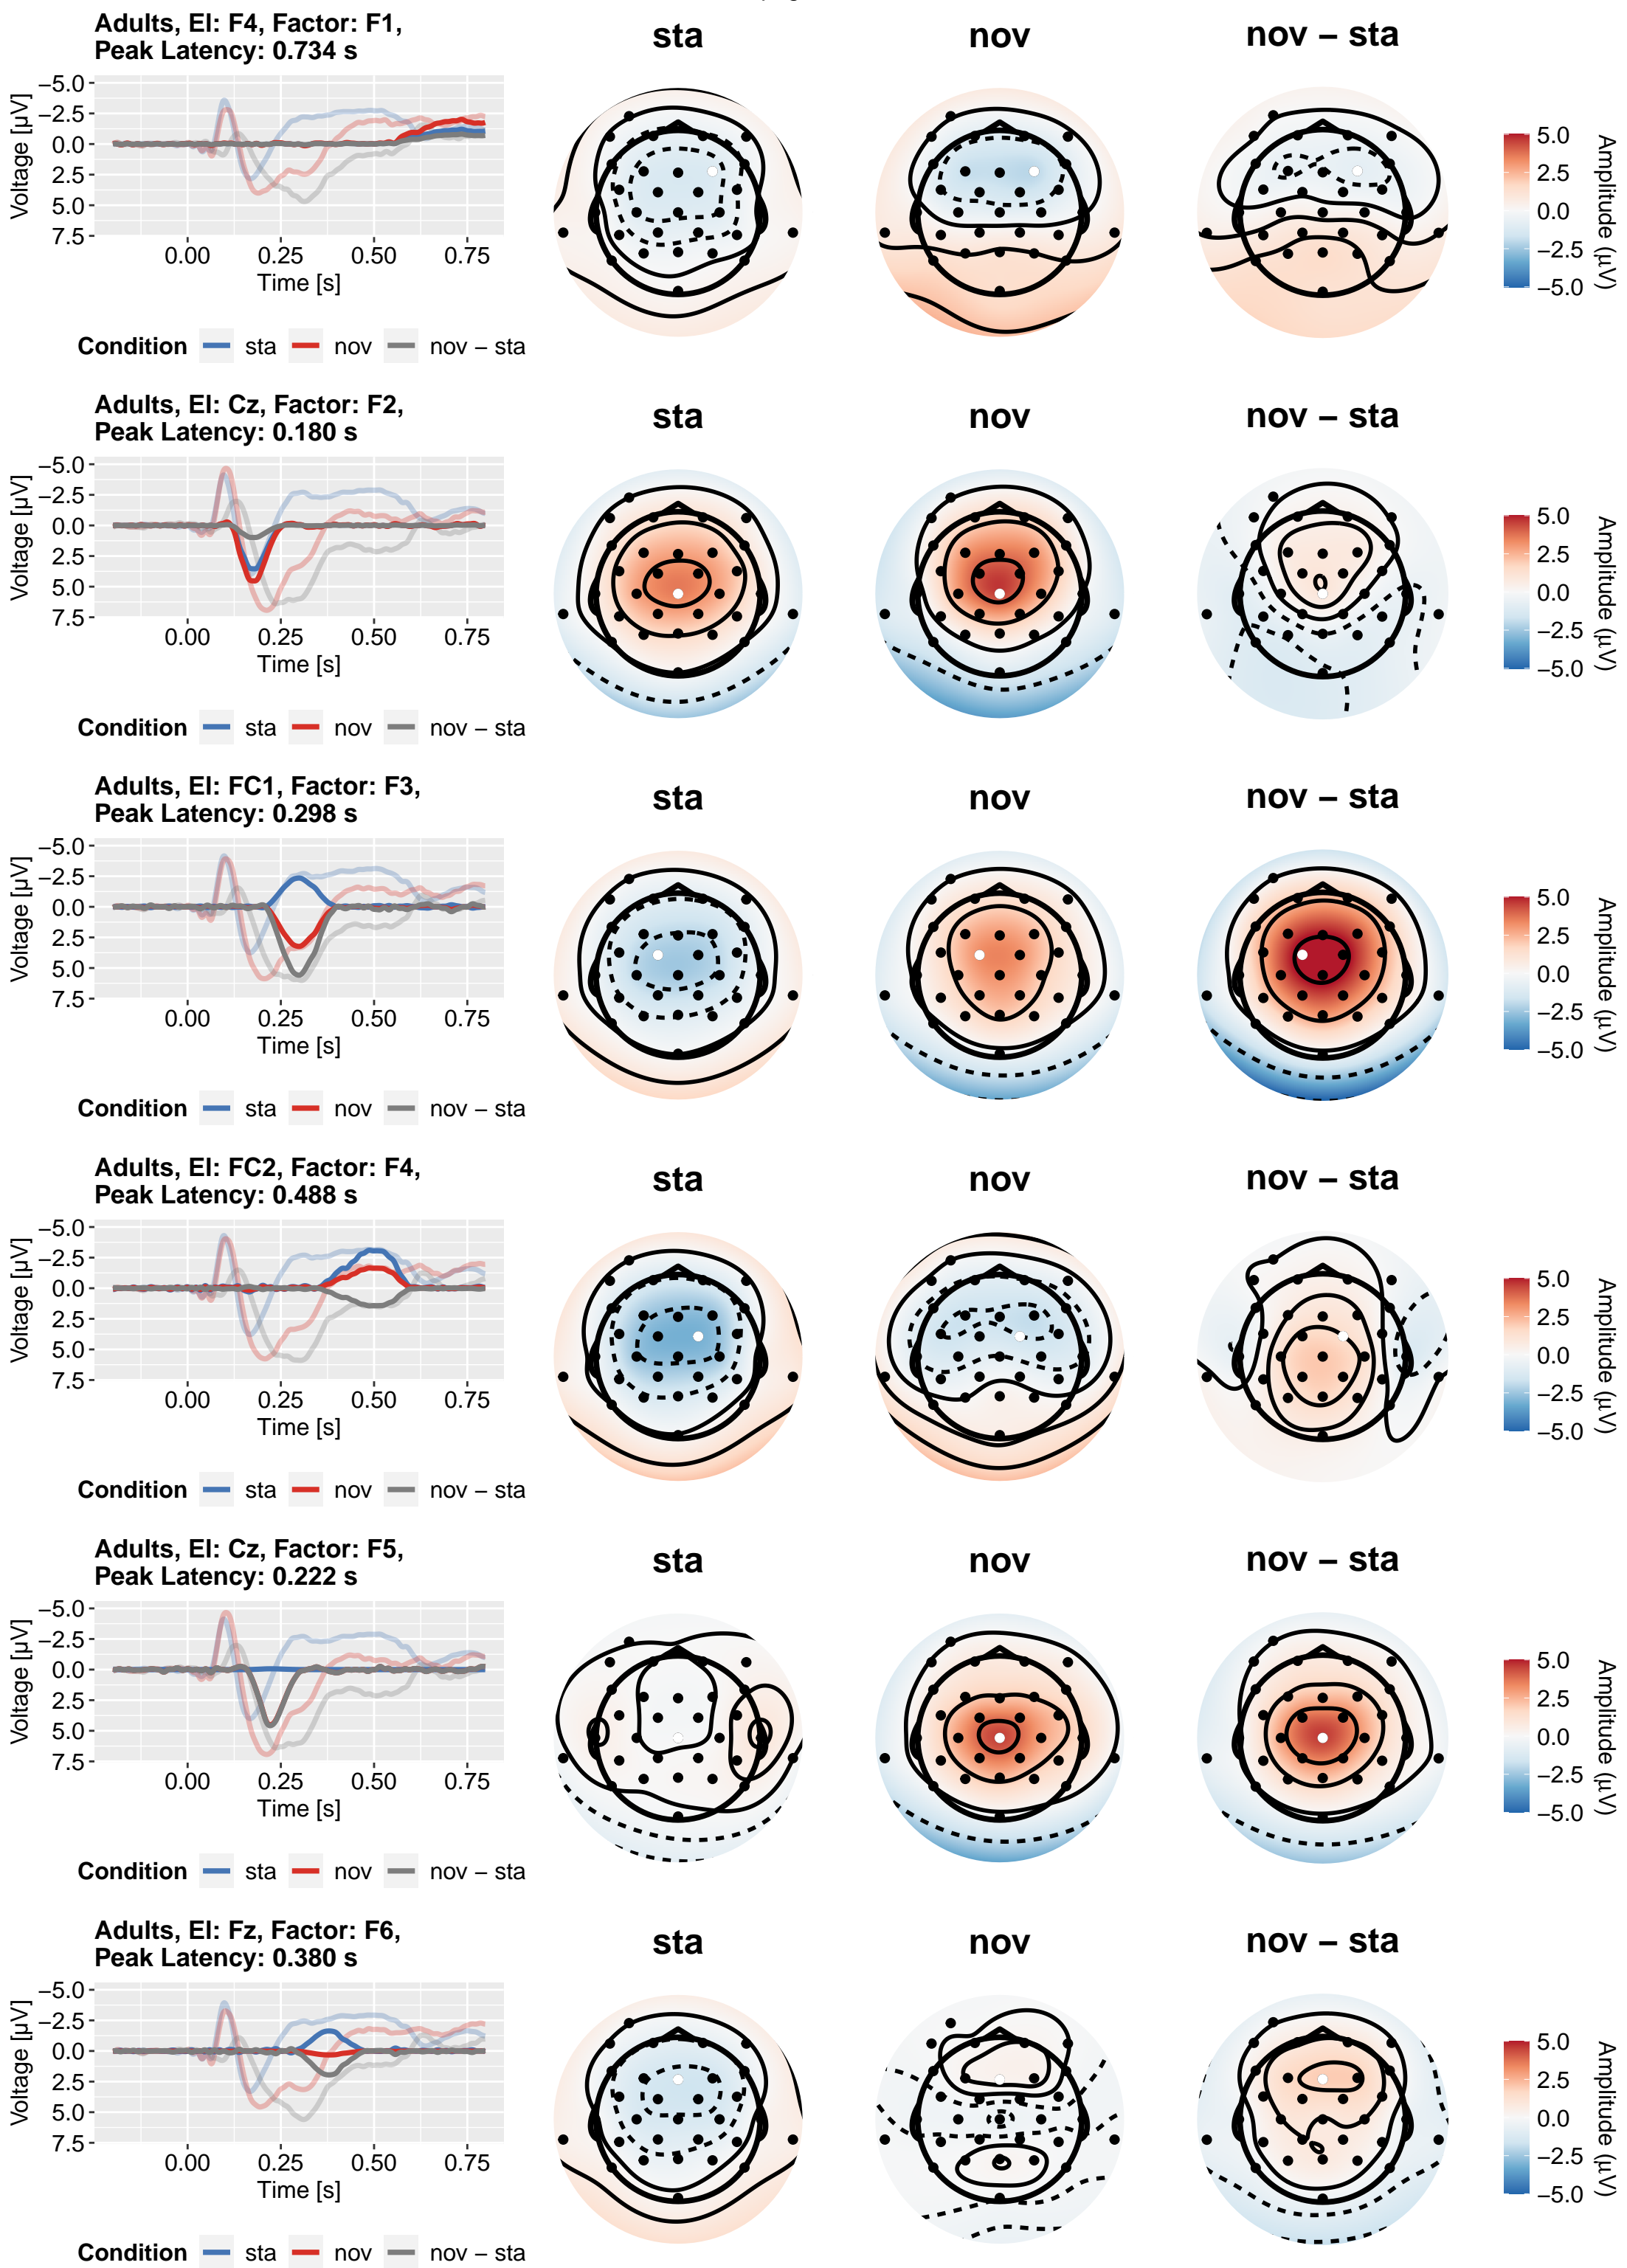 Adults, El: F4, Factor: F1,
Peak Latency: 0.734 s
sta
nov
nov – sta
Voltage [µV]
−5.0
−2.5
0.0
2.5
5.0
7.5
0.00 0.25 0.50 0.75
Time [s]
5.0
2.5
0.0
−2.5
−5.0
Amplitude (µV)
Condition sta nov nov – sta
Adults, El: Cz, Factor: F2,
Peak Latency: 0.180 s
sta
nov
nov – sta
Voltage [µV]
−5.0
−2.5
0.0
2.5
5.0
7.5
0.00 0.25 0.50 0.75
Time [s]
5.0
2.5
0.0
−2.5
−5.0
Amplitude (µV)
Condition sta nov nov – sta
Adults, El: FC1, Factor: F3,
Peak Latency: 0.298 s
sta
nov
nov – sta
Voltage [µV]
−5.0
−2.5
0.0
2.5
5.0
7.5
0.00 0.25 0.50 0.75
Time [s]
5.0
2.5
0.0
−2.5
−5.0
Amplitude (µV)
Condition sta nov nov – sta
Adults, El: FC2, Factor: F4,
Peak Latency: 0.488 s
sta
nov
nov – sta
Voltage [µV]
−5.0
−2.5
0.0
2.5
5.0
7.5
0.00 0.25 0.50 0.75
Time [s]
5.0
2.5
0.0
−2.5
−5.0
Amplitude (µV)
Condition sta nov nov – sta
Adults, El: Cz, Factor: F5,
Peak Latency: 0.222 s
sta
nov
nov – sta
Voltage [µV]
−5.0
−2.5
0.0
2.5
5.0
7.5
0.00 0.25 0.50 0.75
Time [s]
5.0
2.5
0.0
−2.5
−5.0
Amplitude (µV)
Condition sta nov nov – sta
Adults, El: Fz, Factor: F6,
Peak Latency: 0.380 s
sta
nov
nov – sta
Voltage [µV]
−5.0
−2.5
0.0
2.5
5.0
7.5
0.00 0.25 0.50 0.75
Time [s]
5.0
2.5
0.0
−2.5
−5.0
Amplitude (µV)
Condition sta nov nov – sta